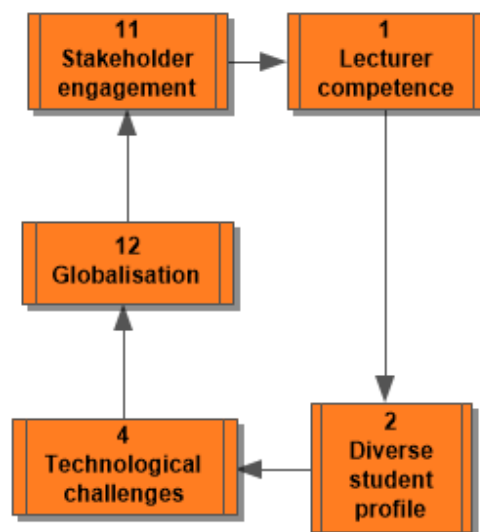 11
Stakeholder
engagement
1
Lecturer
competence
12
Globalisation
4
Technological
challenges
2
Diverse
student
profile